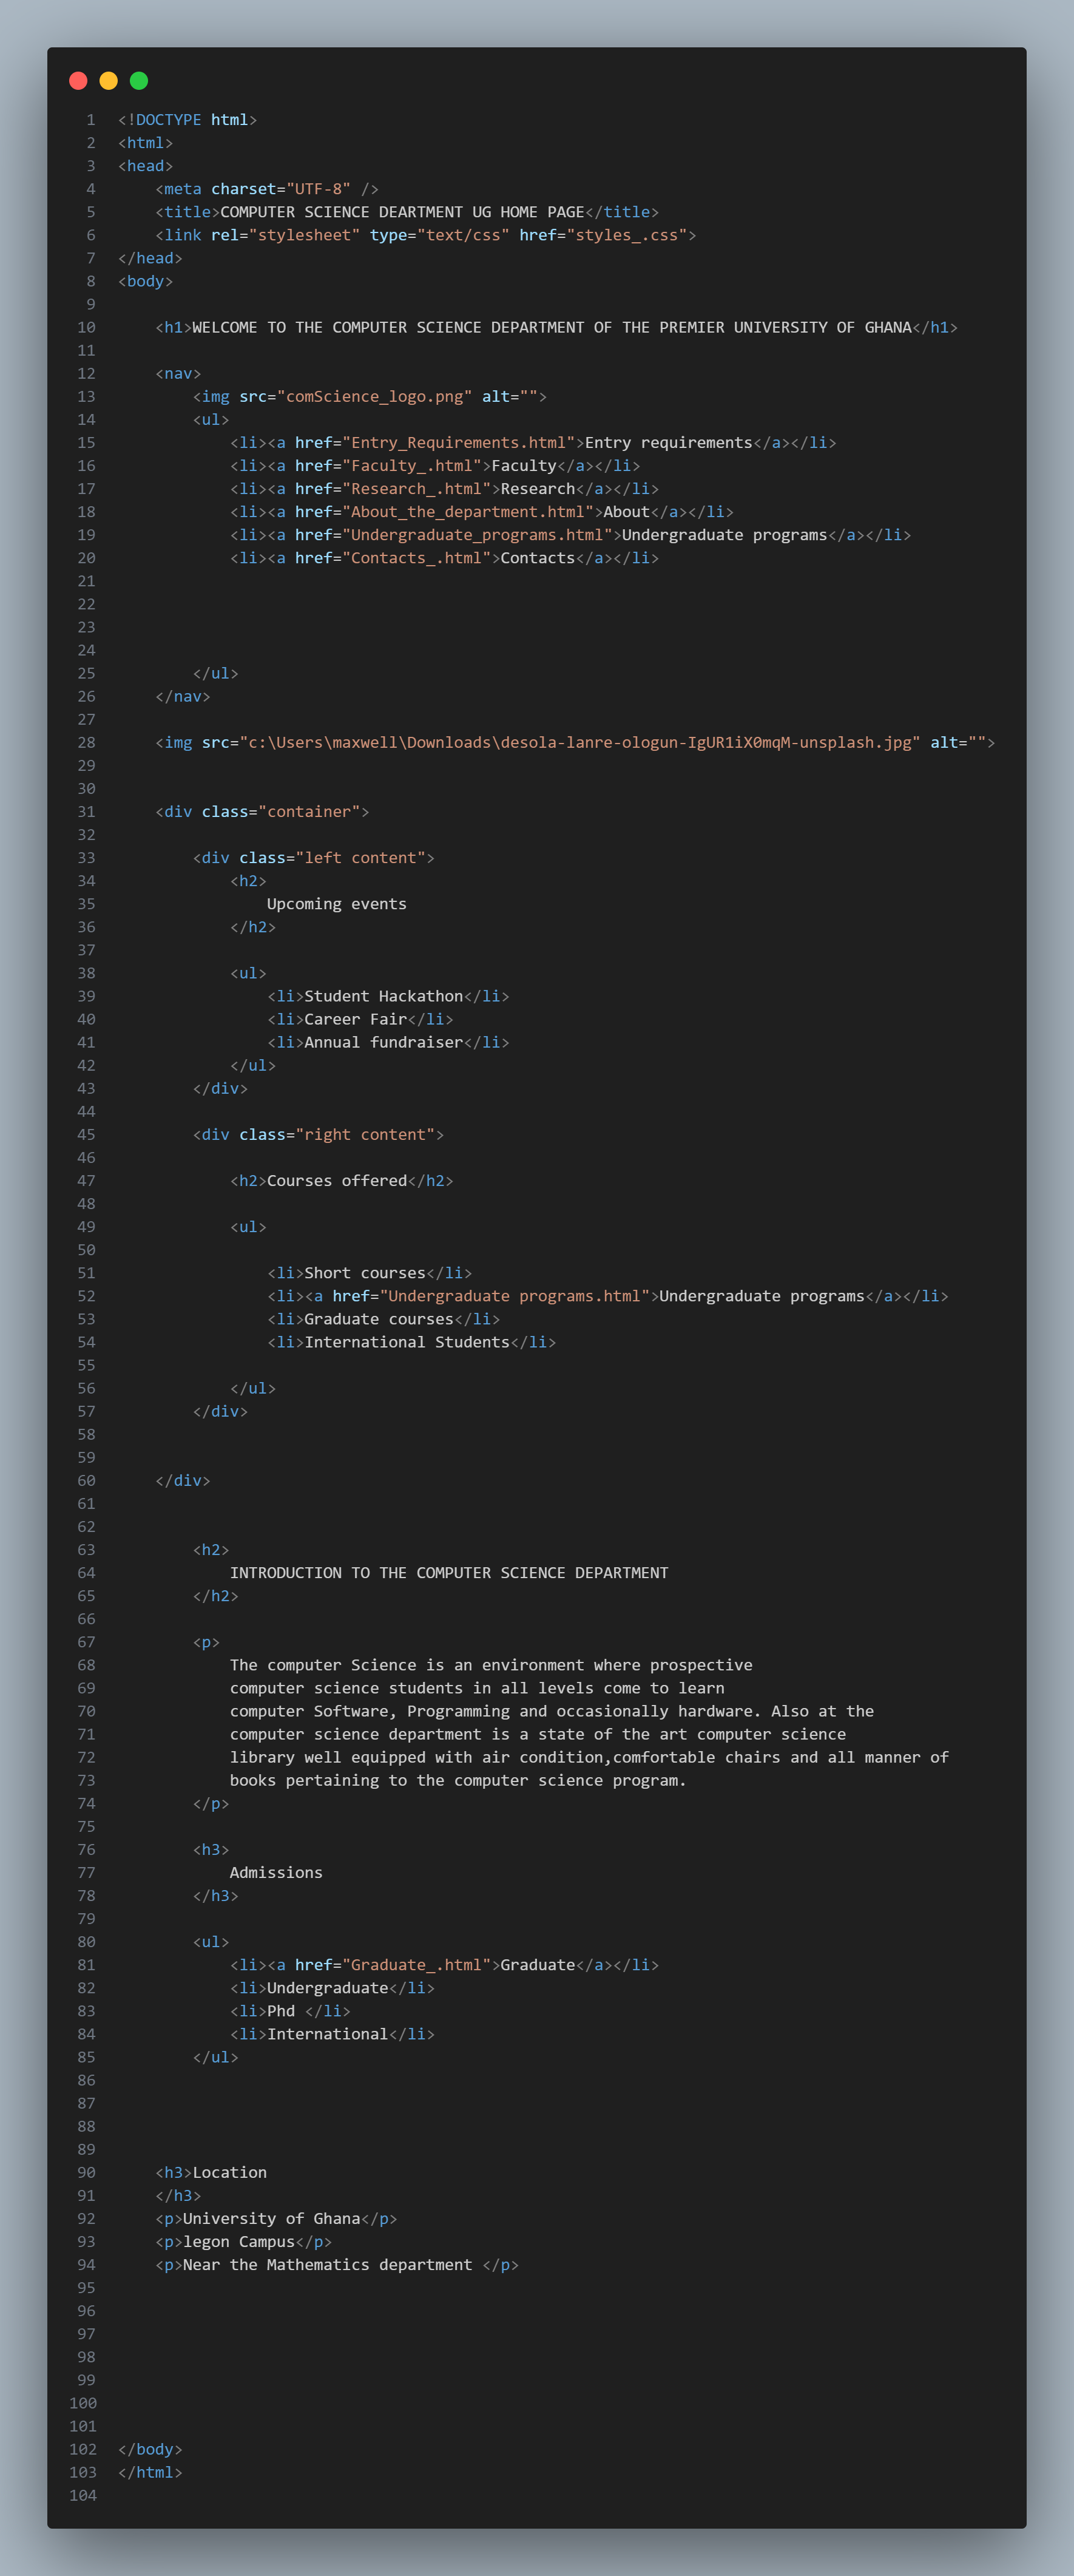 1 <!DOCTYPE html>
2 <html>
3 <head>
4     <meta charset="UTF-8" />
5     <title>COMPUTER SCIENCE DEARTMENT UG HOME PAGE</title>
6     <link rel="stylesheet" type="text/css" href="styles_.css">
7 </head>
8 <body>
9
10     <h1>WELCOME TO THE COMPUTER SCIENCE DEPARTMENT OF THE PREMIER UNIVERSITY OF GHANA</h1>
11
12     <nav>
13         <img src="comScience_logo.png" alt="">
14         <ul>
15             <li><a href="Entry_Requirements.html">Entry requirements</a></li>
16             <li><a href="Faculty_.html">Faculty</a></li>
17             <li><a href="Research_.html">Research</a></li>
18             <li><a href="About_the_department.html">About</a></li>
19             <li><a href="Undergraduate_programs.html">Undergraduate programs</a></li>
20             <li><a href="Contacts_.html">Contacts</a></li>
21
22
23
24
25         </ul>
26     </nav>
27
28     <img src="c:\Users\maxwell\Downloads\desola-lanre-ologun-IgUR1iX0mqM-unsplash.jpg" alt="">
29
30
31     <div class="container">
32
33         <div class="left content">
34             <h2>
35                 Upcoming events
36             </h2>
37
38             <ul>
39                 <li>Student Hackathon</li>
40                 <li>Career Fair</li>
41                 <li>Annual fundraiser</li>
42             </ul>
43         </div>
44
45         <div class="right content">
46
47             <h2>Courses offered</h2>
48
49             <ul>
50
51                 <li>Short courses</li>
52                 <li><a href="Undergraduate programs.html">Undergraduate programs</a></li>
53                 <li>Graduate courses</li>
54                 <li>International Students</li>
55
56             </ul>
57         </div>
58
59
60     </div>
61
62
63         <h2>
64             INTRODUCTION TO THE COMPUTER SCIENCE DEPARTMENT
65         </h2>
66
67         <p>
68             The computer Science is an environment where prospective
69             computer science students in all levels come to learn
70             computer Software, Programming and occasionally hardware. Also at the
71             computer science department is a state of the art computer science
72             library well equipped with air condition,comfortable chairs and all manner of
73             books pertaining to the computer science program.
74         </p>
75
76         <h3>
77             Admissions
78         </h3>
79
80         <ul>
81             <li><a href="Graduate_.html">Graduate</a></li>
82             <li>Undergraduate</li>
83             <li>Phd </li>
84             <li>International</li>
85         </ul>
86
87
88
89
90     <h3>Location
91     </h3>
92     <p>University of Ghana</p>
93     <p>legon Campus</p>
94     <p>Near the Mathematics department </p>
95
96
97
98
99
100
101
102 </body>
103 </html>
104